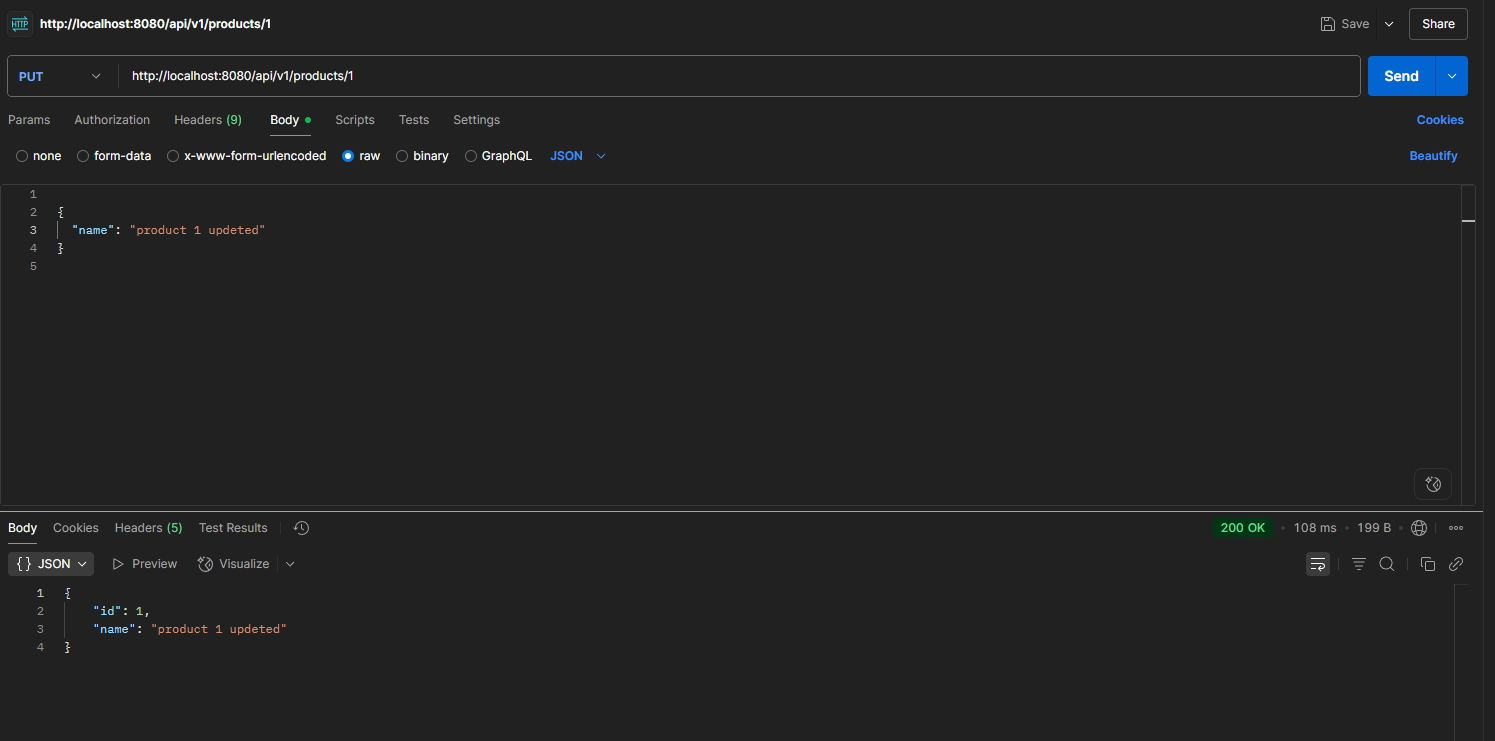 HTTP http://localhost:8080/api/v1/products/1 Save Share
PUT http://localhost:8080/api/v1/products/1 Send
Params Authorization Headers (9) Body Scripts Tests Settings Cookies
none form-data x-www-form-urlencoded raw binary GraphQL JSON Beautify
1
2 {
3 "name": "product 1 updeted"
4 }
5
Body Cookies Headers (5) Test Results 200 OK 108 ms 199 B
{} JSON Preview Visualize
1 {
2 "id": 1,
3 "name": "product 1 updeted"
4 }